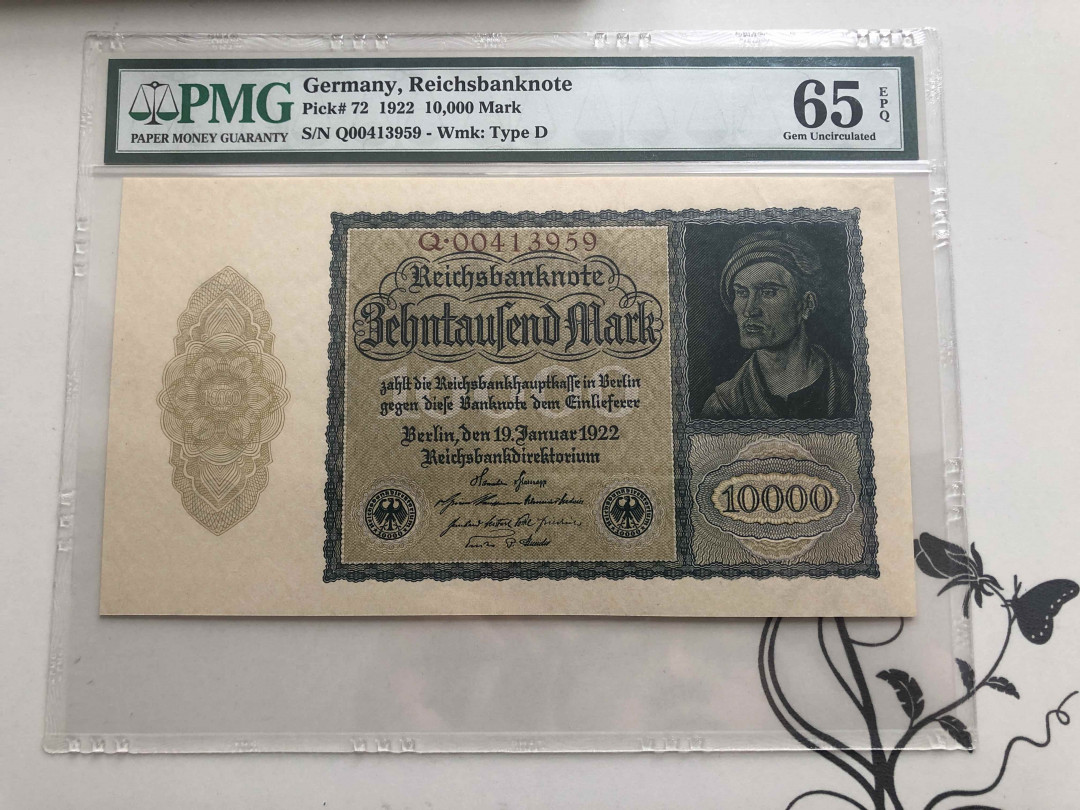 PMG
PAPER MONEY GUARANTY
Germany, Reichsbanknote
Pick# 72 1922 10,000 Mark
S/N Q00413959 - Wmk: Type D
65
EPQ
Gem Uncirculated
Q·00413959
Reichsbanknote
Zehntauſend Mark
10000
zahlt die Reichsbankhauptkaſſe in Berlin
gegen dieſe Banknote dem Einlieferer
Berlin, den 19. Januar 1922
Reichsbankdirektorium
10000